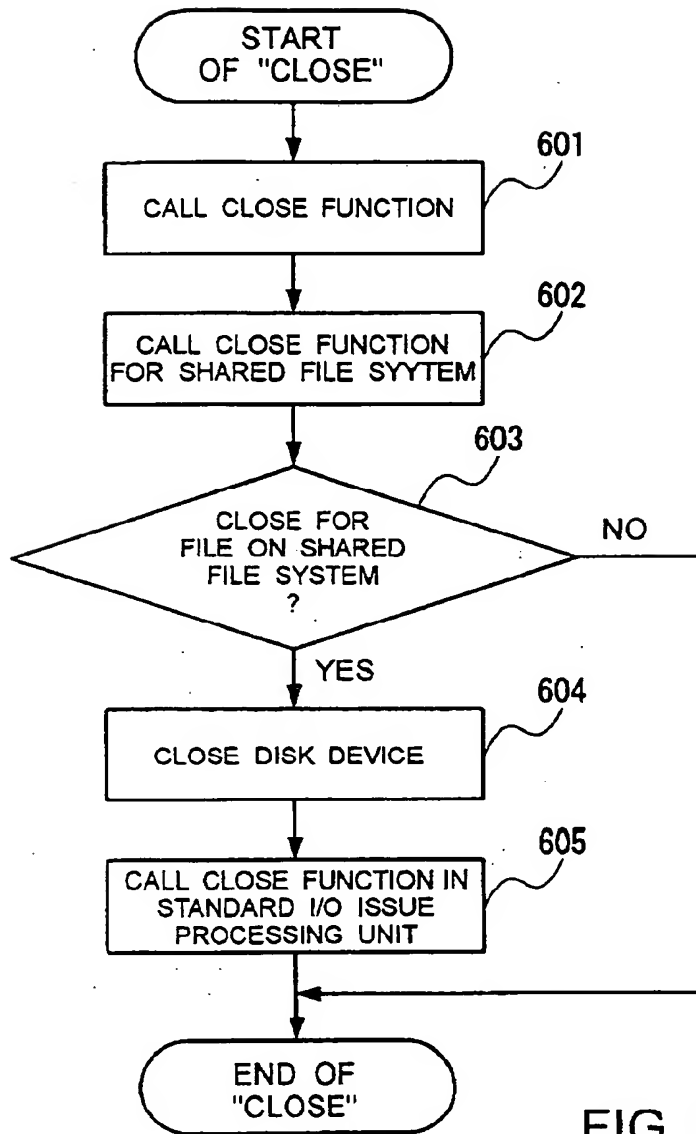 START
OF "CLOSE"
601
CALL CLOSE FUNCTION
602
CALL CLOSE FUNCTION
FOR SHARED FILE SYYTEM
603
CLOSE FOR
FILE ON SHARED
FILE SYSTEM
?
NO
YES
604
CLOSE DISK DEVICE
605
CALL CLOSE FUNCTION IN
STANDARD I/O ISSUE
PROCESSING UNIT
END OF
"CLOSE"
FIG